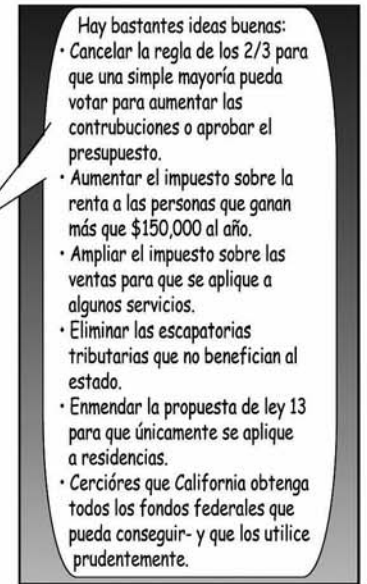 Hay bastantes ideas buenas:
· Cancelar la regla de los 2/3 para
que una simple mayoría pueda
votar para aumentar las
contrubuciones o aprobar el
presupuesto.
· Aumentar el impuesto sobre la
renta a las personas que ganan
más que $150,000 al año.
· Ampliar el impuesto sobre las
ventas para que se aplique a
algunos servicios.
· Eliminar las escapatorias
tributarias que no benefician al
estado.
· Enmendar la propuesta de ley 13
para que únicamente se aplique
a residencias.
· Cercióres que California obtenga
todos los fondos federales que
pueda conseguir- y que los utilice
prudentemente.